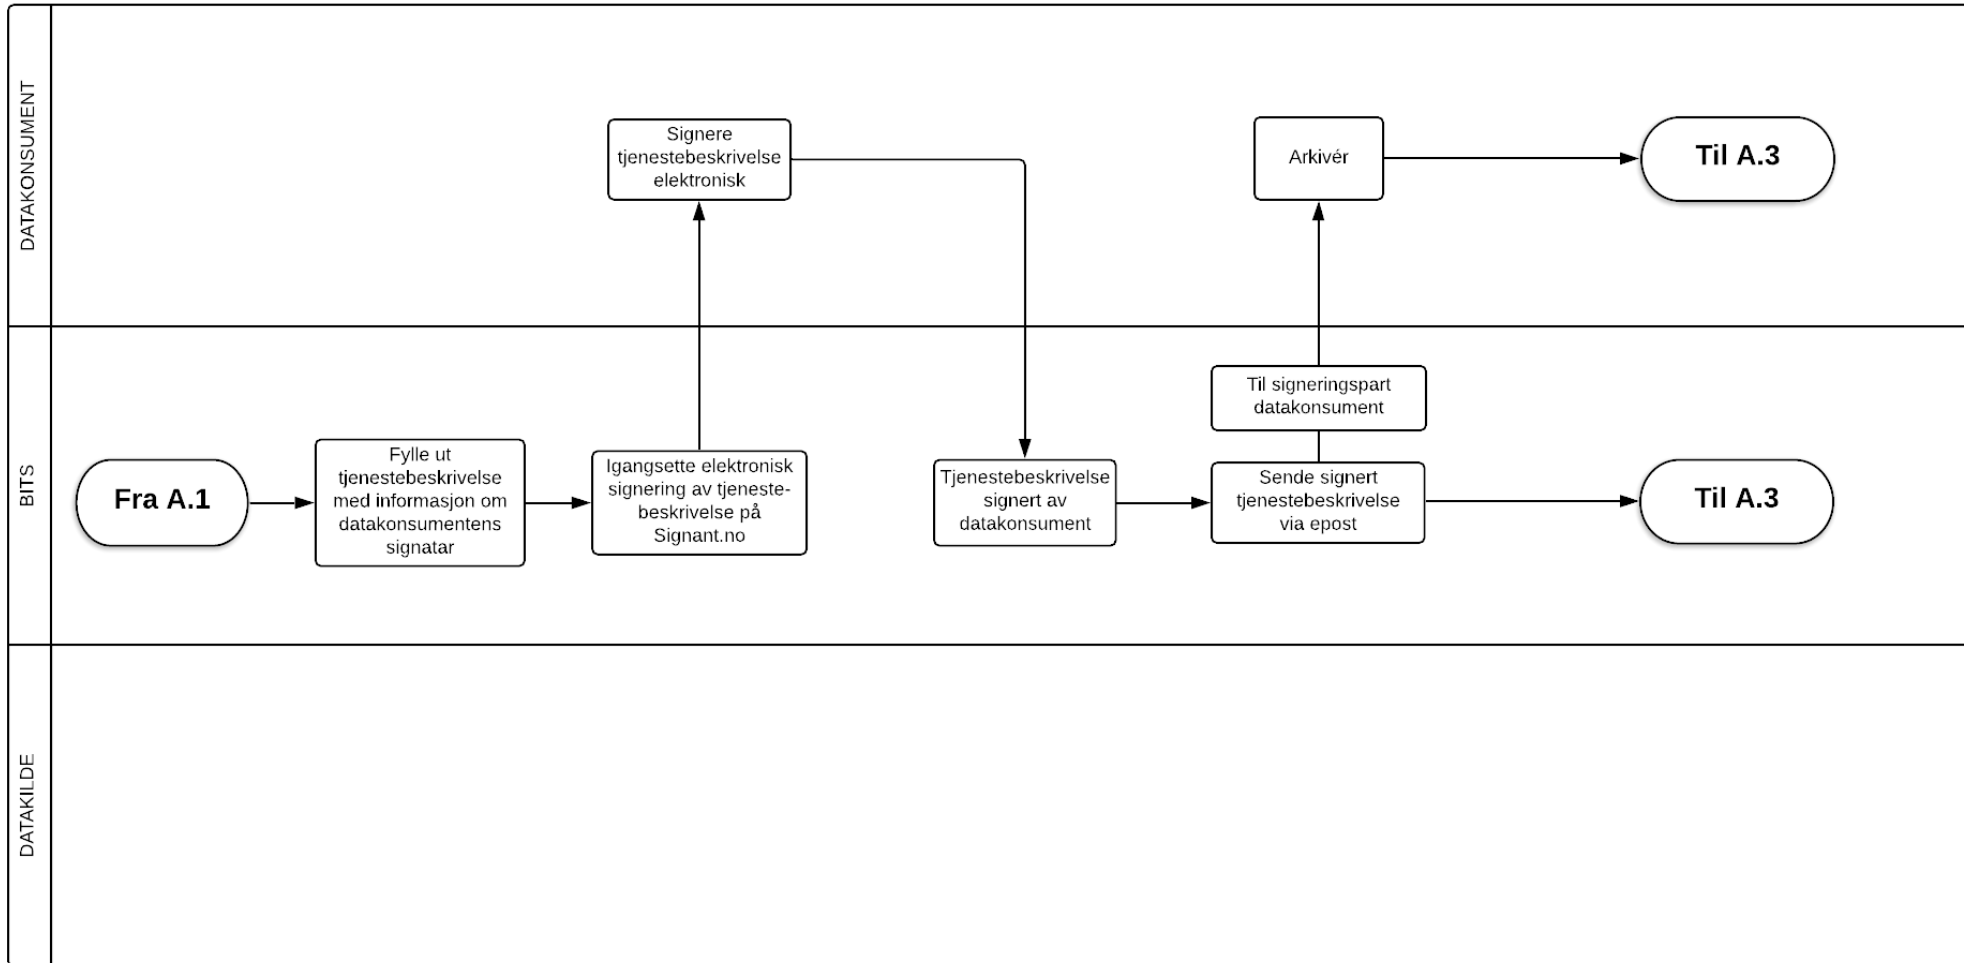 DATAKONSUMENT
Signere
tjenestebeskrivelse
elektronisk
Arkivér
Til A.3
BITS
Fra A.1
Fylle ut
tjenestebeskrivelse
med informasjon om
datakonsumentens
signatar
Igangsette elektronisk
signering av tjeneste-
beskrivelse på
Signant.no
Tjenestebeskrivelse
signert av
datakonsument
Til signeringspart
datakonsument
Sende signert
tjenestebeskrivelse
via epost
Til A.3
DATAKILDE